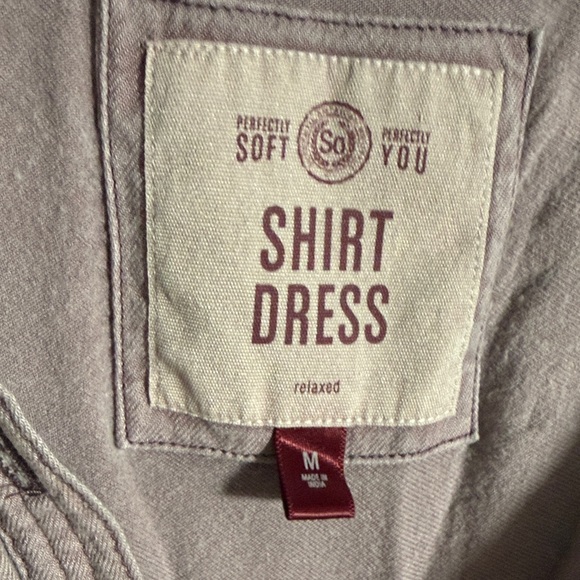 PERFECTLY SOFT
So
PERFECTLY YOU
SHIRT
DRESS
relaxed
M
MADE IN
INDIA